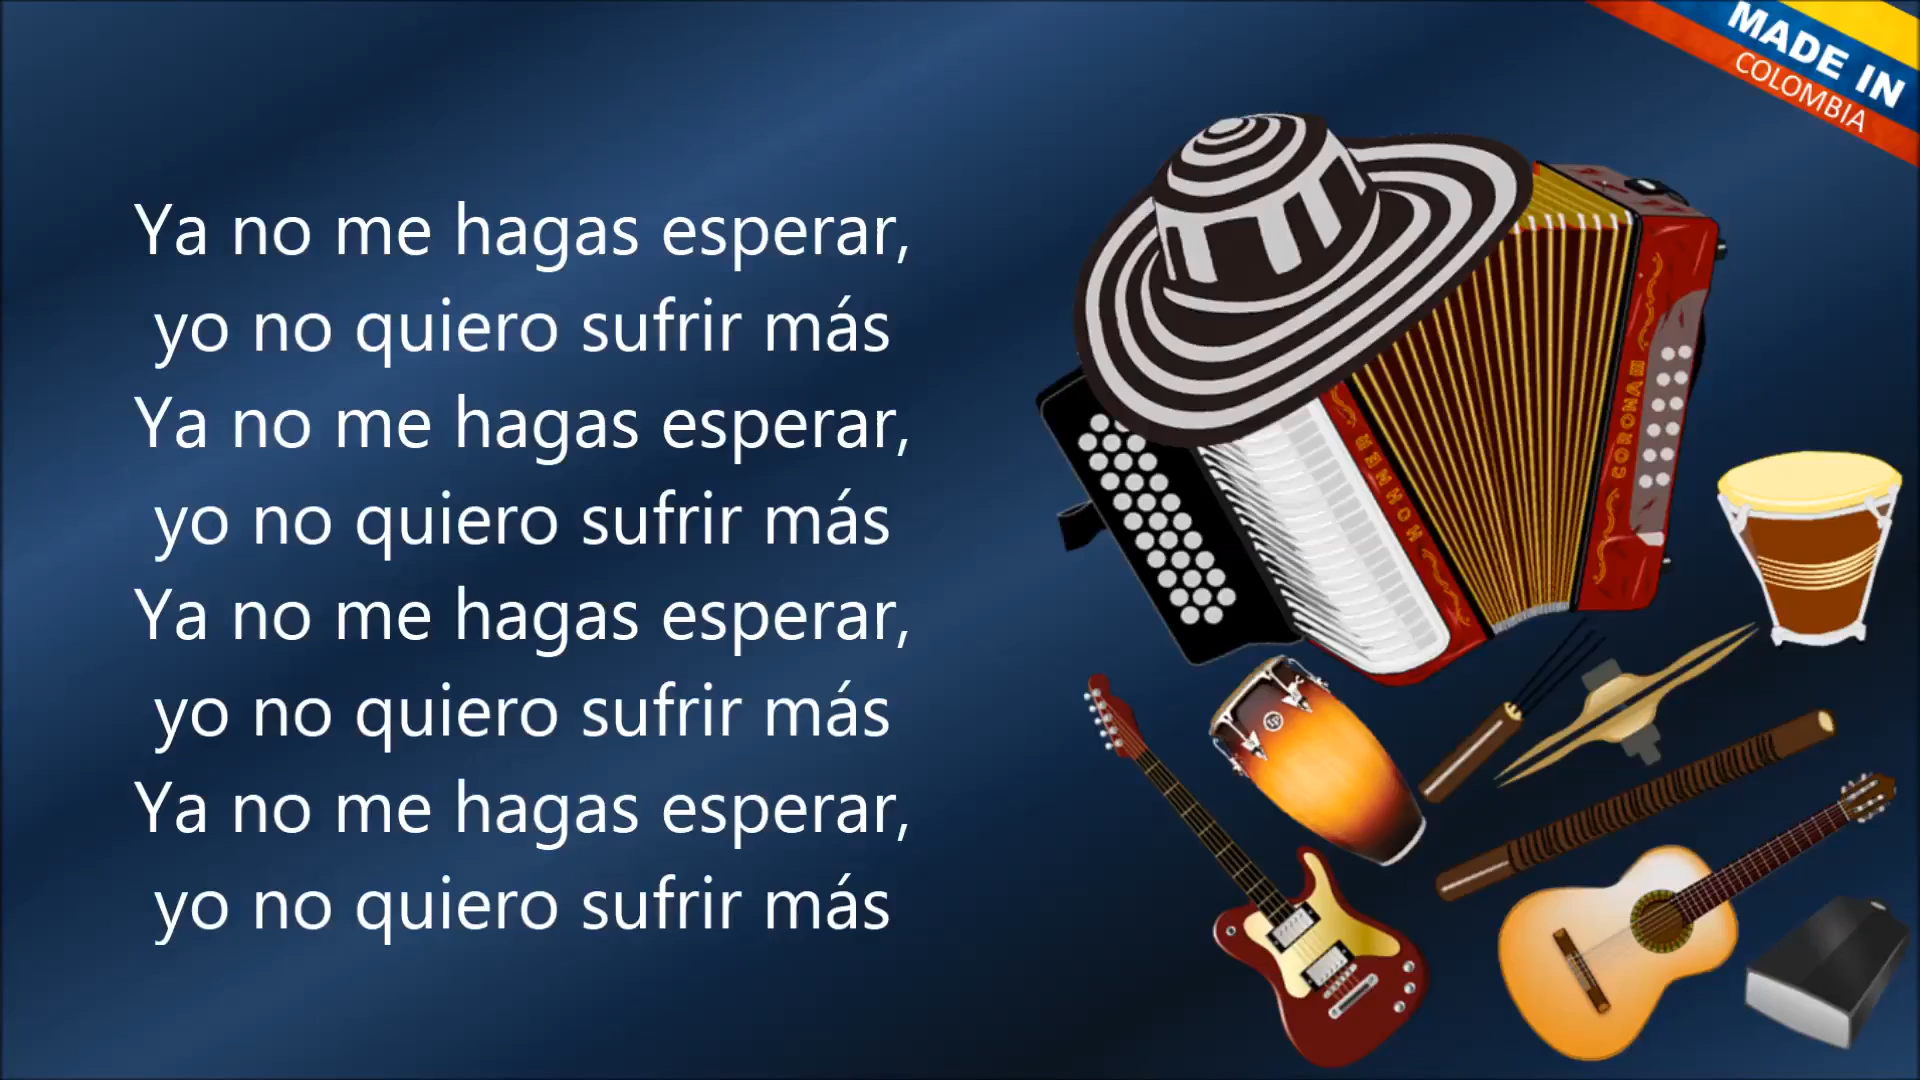 MADE IN
COLOMBIA
Ya no me hagas esperar,
yo no quiero sufrir más
Ya no me hagas esperar,
yo no quiero sufrir más
Ya no me hagas esperar,
yo no quiero sufrir más
Ya no me hagas esperar,
yo no quiero sufrir más
HOHNER
CORONA III
LP